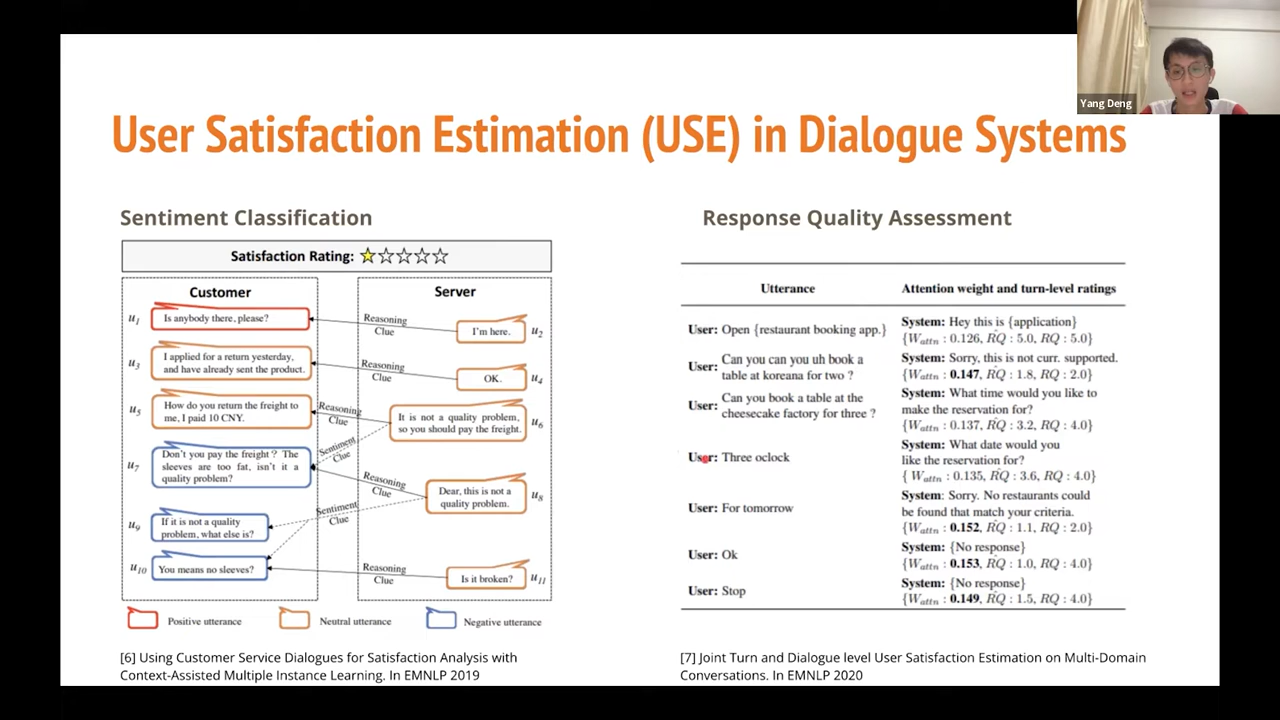 Yang Deng
User Satisfaction Estimation (USE) in Dialogue Systems
Sentiment Classification
Satisfaction Rating:
Customer
Server
u1
Is anybody there, please?
Reasoning
Clue
I'm here.
u2
u3
I applied for a return yesterday,
and have already sent the product.
Reasoning
Clue
OK.
u4
u5
How do you return the freight to
me, I paid 10 CNY.
Reasoning
Clue
It is not a quality problem,
so you should pay the freight.
u6
u7
Don't you pay the freight ? The
sleeves are too fat, isn't it a
quality problem?
Sentiment
Clue
Reasoning
Clue
Dear, this is not a
quality problem.
u8
u9
If it is not a quality
problem, what else is?
Sentiment
Clue
u10
You means no sleeves?
Reasoning
Clue
Is it broken?
u11
Positive utterance
Neutral utterance
Negative utterance
[6] Using Customer Service Dialogues for Satisfaction Analysis with
Context-Assisted Multiple Instance Learning. In EMNLP 2019
Response Quality Assessment
Utterance
Attention weight and turn-level ratings
User: Open {restaurant booking app.}
System: Hey this is {application}
{Wattn : 0.126, R̂Q : 5.0, RQ : 5.0}
User: Can you can you uh book a
table at koreana for two ?
System: Sorry, this is not curr. supported.
{Wattn : 0.147, R̂Q : 1.8, RQ : 2.0}
User: Can you book a table at the
cheesecake factory for three ?
System: What time would you like to
make the reservation for?
{Wattn : 0.137, R̂Q : 3.2, RQ : 4.0}
User: Three oclock
System: What date would you
like the reservation for?
{ Wattn : 0.135, R̂Q : 3.6, RQ : 4.0}
User: For tomorrow
System: Sorry. No restaurants could
be found that match your criteria.
{Wattn : 0.152, R̂Q : 1.1, RQ : 2.0}
User: Ok
System: {No response}
{Wattn : 0.153, R̂Q : 1.0, RQ : 4.0}
User: Stop
System: {No response}
{Wattn : 0.149, R̂Q : 1.5, RQ : 4.0}
[7] Joint Turn and Dialogue level User Satisfaction Estimation on Multi-Domain
Conversations. In EMNLP 2020